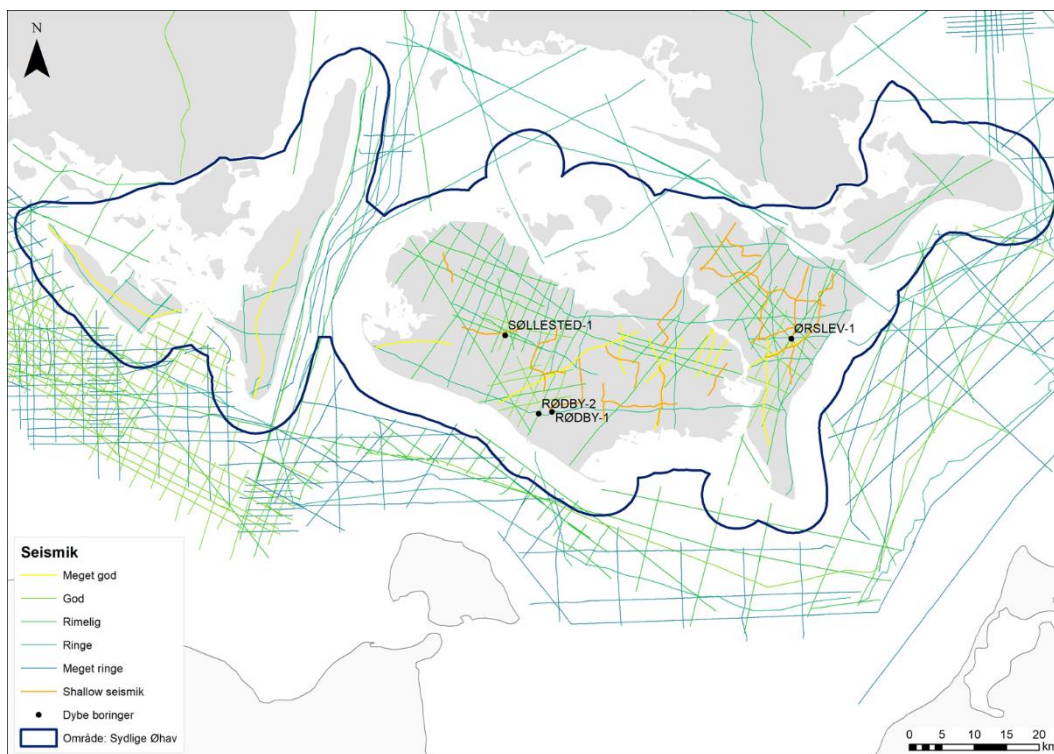 N
SØLLESTED-1
ØRSLEV-1
RØDBY-2
RØDBY-1
Seismik
Meget god
God
Rimelig
Ringe
Meget ringe
Shallow seismik
Dybe boringer
Område: Sydlige Øhav
0 5 10 15 20
km